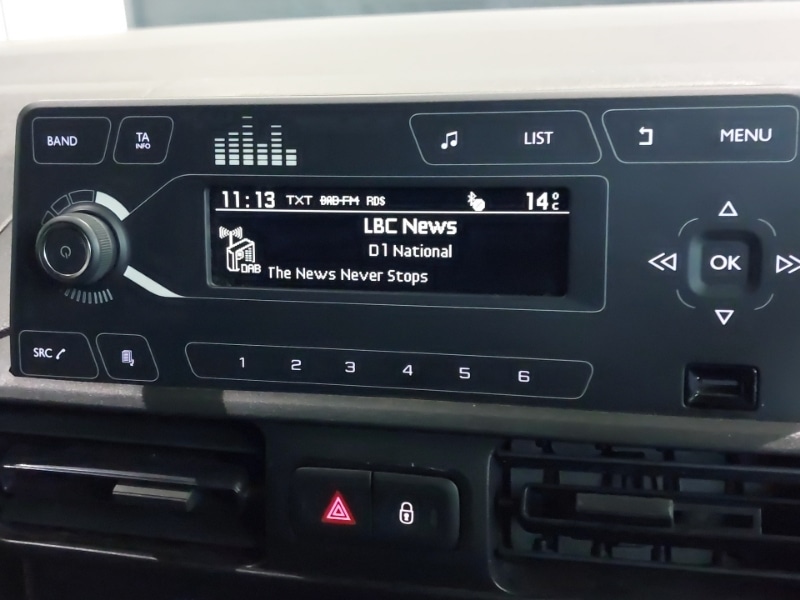 BAND
TA
INFO
LIST
MENU
11:13 TXT DAB-FM RDS 14°C
LBC News
D1 National
DAB
The News Never Stops
OK
SRC
1 2 3 4 5 6